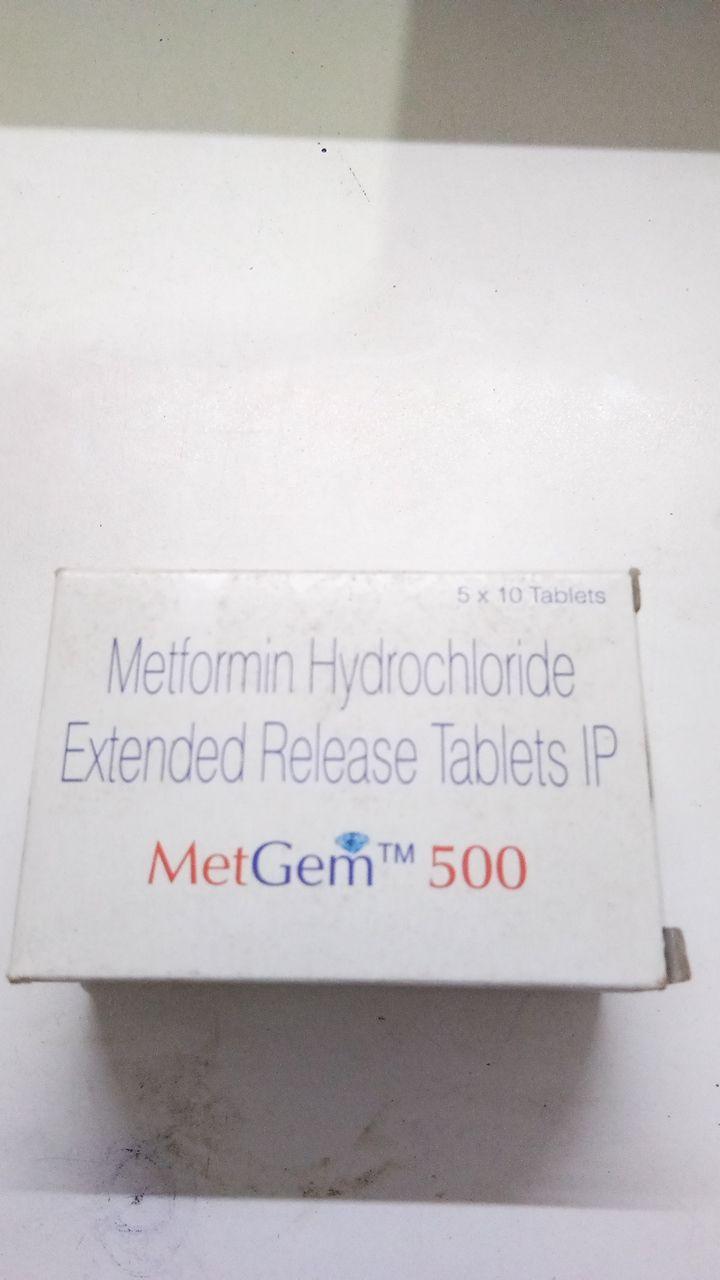 5 x 10 Tablets
Metformin Hydrochloride
Extended Release Tablets IP
MetGem™ 500